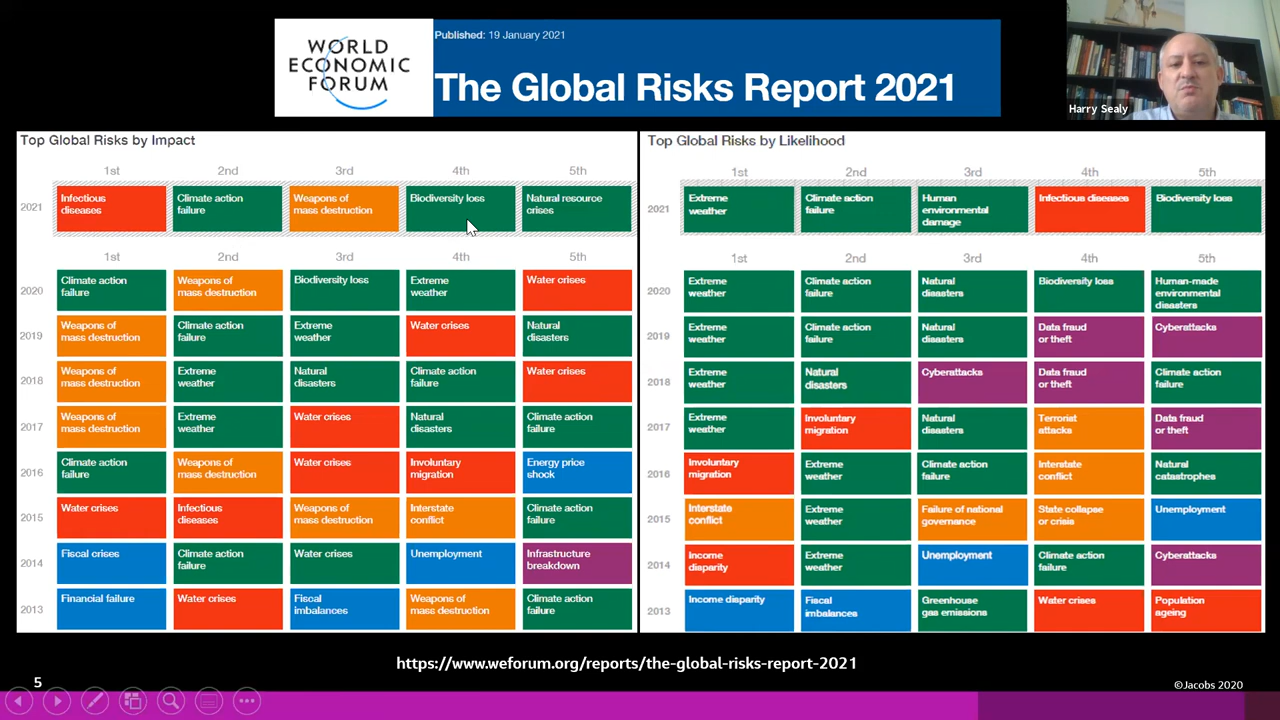 WORLD
ECONOMIC
FORUM
Published: 19 January 2021
The Global Risks Report 2021
Harry Sealy
Top Global Risks by Impact
1st 2nd 3rd 4th 5th
2021
Infectious
diseases
Climate action
failure
Weapons of
mass destruction
Biodiversity loss
Natural resource
crises
1st 2nd 3rd 4th 5th
2020
Climate action
failure
Weapons of
mass destruction
Biodiversity loss
Extreme
weather
Water crises
2019
Weapons of
mass destruction
Climate action
failure
Extreme
weather
Water crises
Natural
disasters
2018
Weapons of
mass destruction
Extreme
weather
Natural
disasters
Climate action
failure
Water crises
2017
Weapons of
mass destruction
Extreme
weather
Water crises
Natural
disasters
Climate action
failure
2016
Climate action
failure
Weapons of
mass destruction
Water crises
Involuntary
migration
Energy price
shock
2015
Water crises
Infectious
diseases
Weapons of
mass destruction
Interstate
conflict
Climate action
failure
2014
Fiscal crises
Climate action
failure
Water crises
Unemployment
Infrastructure
breakdown
2013
Financial failure
Water crises
Fiscal
imbalances
Weapons of
mass destruction
Climate action
failure
Top Global Risks by Likelihood
1st 2nd 3rd 4th 5th
2021
Extreme
weather
Climate action
failure
Human
environmental
damage
Infectious diseases
Biodiversity loss
1st 2nd 3rd 4th 5th
2020
Extreme
weather
Climate action
failure
Natural
disasters
Biodiversity loss
Human-made
environmental
disasters
2019
Extreme
weather
Climate action
failure
Natural
disasters
Data fraud
or theft
Cyberattacks
2018
Extreme
weather
Natural
disasters
Cyberattacks
Data fraud
or theft
Climate action
failure
2017
Extreme
weather
Involuntary
migration
Natural
disasters
Terrorist
attacks
Data fraud
or theft
2016
Involuntary
migration
Extreme
weather
Climate action
failure
Interstate
conflict
Natural
catastrophes
2015
Interstate
conflict
Extreme
weather
Failure of national
governance
State collapse
or crisis
Unemployment
2014
Income
disparity
Extreme
weather
Unemployment
Climate action
failure
Cyberattacks
2013
Income disparity
Fiscal
imbalances
Greenhouse
gas emissions
Water crises
Population
ageing
https://www.weforum.org/reports/the-global-risks-report-2021
5
©Jacobs 2020